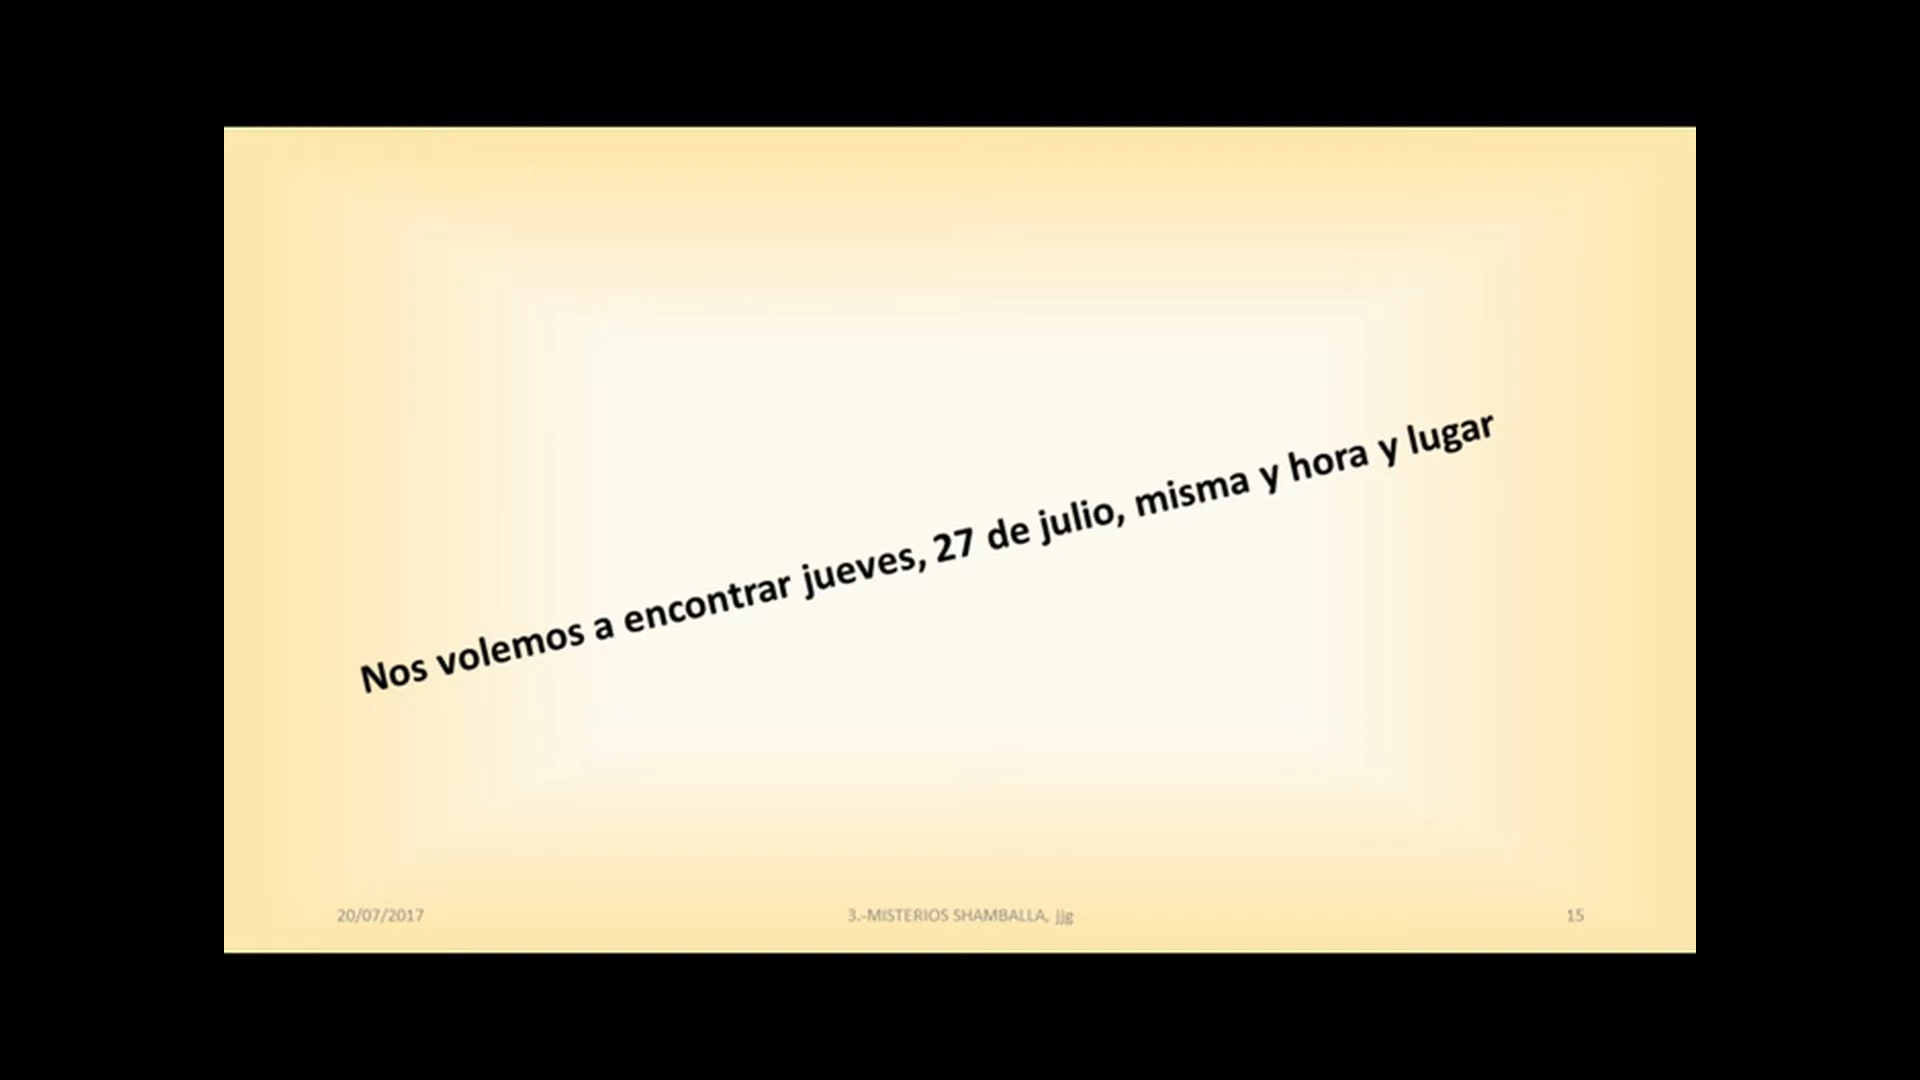 Nos volemos a encontrar jueves, 27 de julio, misma y hora y lugar
20/07/2017
3.-MISTERIOS SHAMBALLA, jjg
15